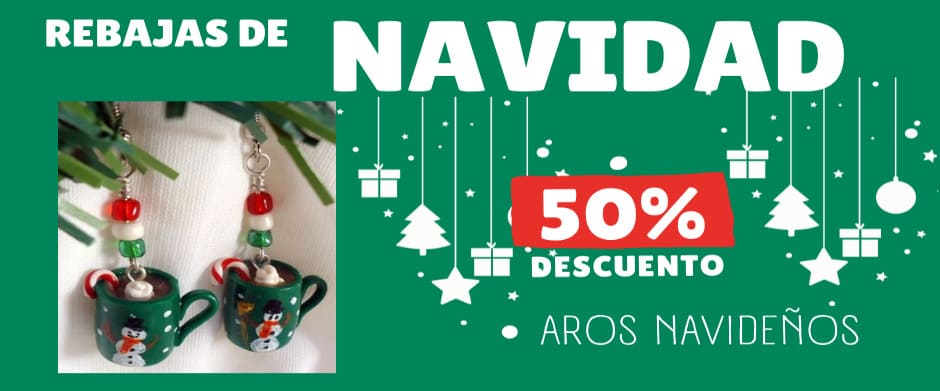 REBAJAS DE
NAVIDAD
50%
DESCUENTO
• AROS NAVIDEÑOS